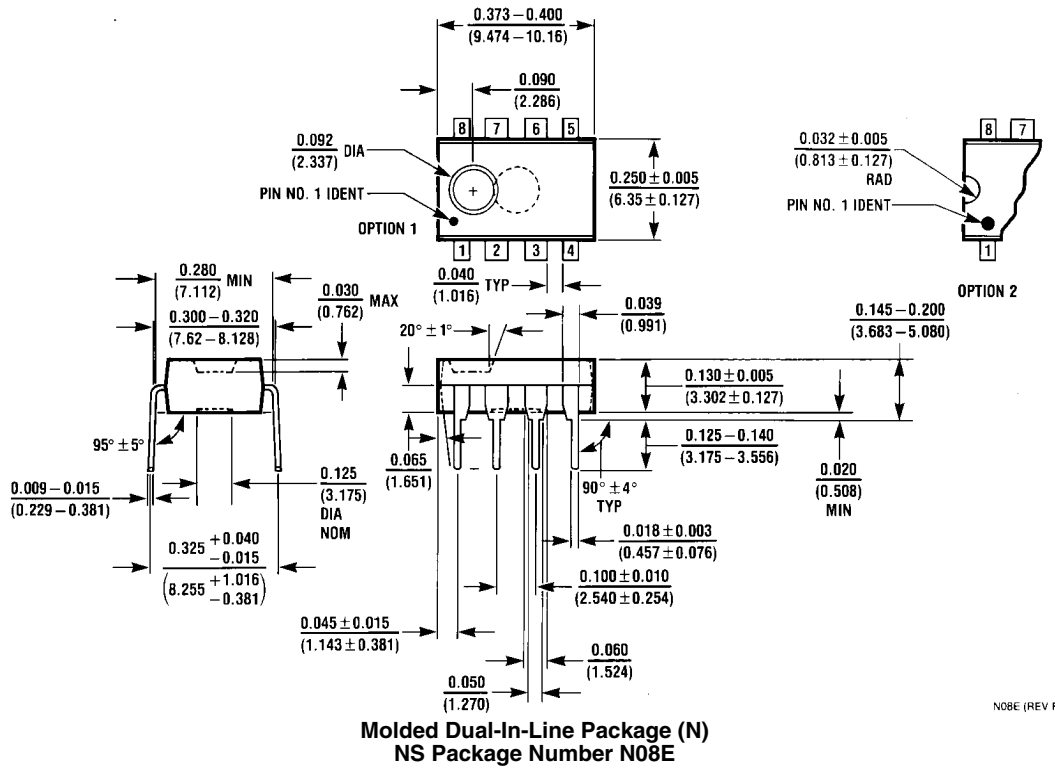 0.373 – 0.400
(9.474 – 10.16)
0.090
(2.286)
8 7 6 5
0.092
(2.337) DIA
PIN NO. 1 IDENT
OPTION 1
1 2 3 4
0.250 ± 0.005
(6.35 ± 0.127)
0.032 ± 0.005
(0.813 ± 0.127)
RAD
PIN NO. 1 IDENT
8 7
1
OPTION 2
0.280 MIN
(7.112)
0.300 – 0.320
(7.62 – 8.128)
0.030 MAX
(0.762)
0.040 TYP
(1.016)
0.039
(0.991)
20° ± 1°
0.145 – 0.200
(3.683 – 5.080)
0.130 ± 0.005
(3.302 ± 0.127)
0.125 – 0.140
(3.175 – 3.556)
0.020
(0.508)
MIN
95° ± 5°
0.009 – 0.015
(0.229 – 0.381)
0.125
(3.175)
DIA
NOM
0.065
(1.651)
90° ± 4°
TYP
0.018 ± 0.003
(0.457 ± 0.076)
0.325 +0.040
-0.015
(8.255 +1.016
-0.381)
0.100 ± 0.010
(2.540 ± 0.254)
0.045 ± 0.015
(1.143 ± 0.381)
0.060
(1.524)
0.050
(1.270)
N08E (REV F
Molded Dual-In-Line Package (N)
NS Package Number N08E